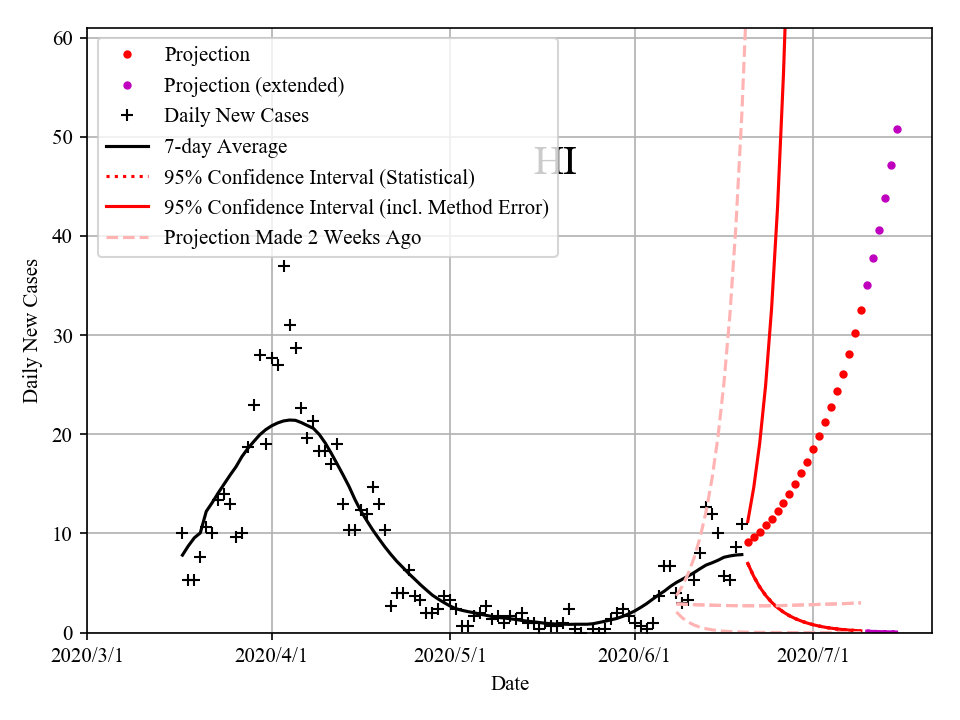 60
50
40
30
20
10
0
Daily New Cases
Projection
Projection (extended)
Daily New Cases
7-day Average
95% Confidence Interval (Statistical)
95% Confidence Interval (incl. Method Error)
Projection Made 2 Weeks Ago
HI
2020/3/1 2020/4/1 2020/5/1 2020/6/1 2020/7/1
Date